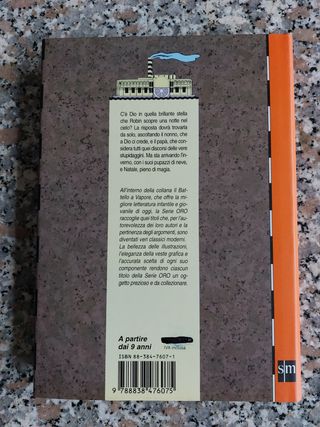 C'è Dio in quella brillante stella
che Robin scopre una notte nel
cielo? La risposta dovrà trovarla
da solo, ascoltando il nonno, che
a Dio ci crede, e il papà, che con-
sidera tutti quei discorsi delle vere
stupidaggini. Ma sta arrivando l'in-
verno, con i suoi pupazzi di neve,
e Natale, pieno di magia.
All'interno della collana Il Bat-
tello a Vapore, che offre la mi-
gliore letteratura infantile e gio-
vanile di oggi, la Serie ORO
raccoglie quei titoli che, per l'au-
torevolezza dei loro autori e la
pertinenza degli argomenti, sono
diventati veri classici moderni.
La bellezza delle illustrazioni,
l'eleganza della veste grafica e
l'accurata scelta di ogni suo
componente rendono ciascun
titolo della Serie ORO un og-
getto prezioso e da collezionare.
A partire
dai 9 anni
IVA inclusa
ISBN 88-384-7607-1
9 788838 476075
sm